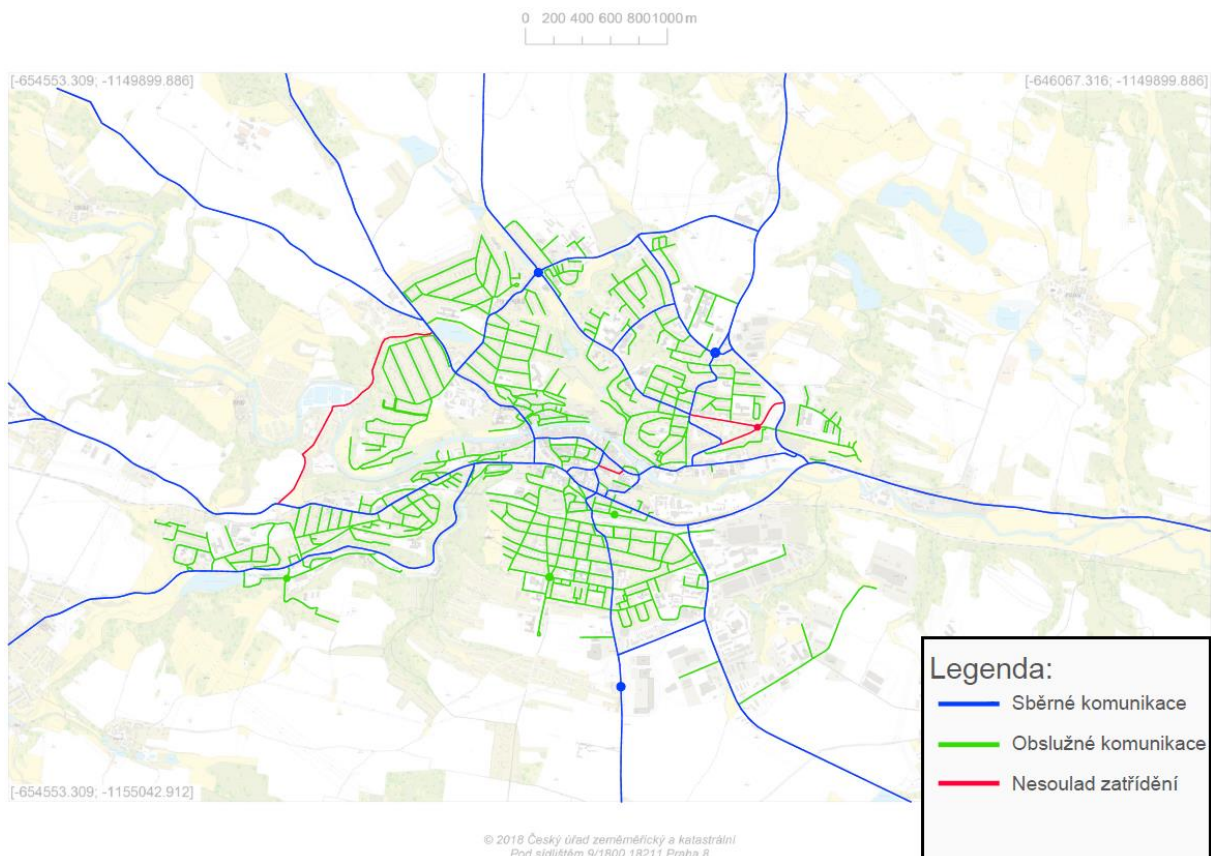 0 200 400 600 8001000 m
[-654553.309; -1149899.886]
[-646067.316; -1149899.886]
[-654553.309; -1155042.912]
Legenda:
Sběrné komunikace
Obslužné komunikace
Nesoulad zatřídění
© 2018 Český úřad zeměměřický a katastrální
Pod sídlištěm 9/1800 18211 Praha 8